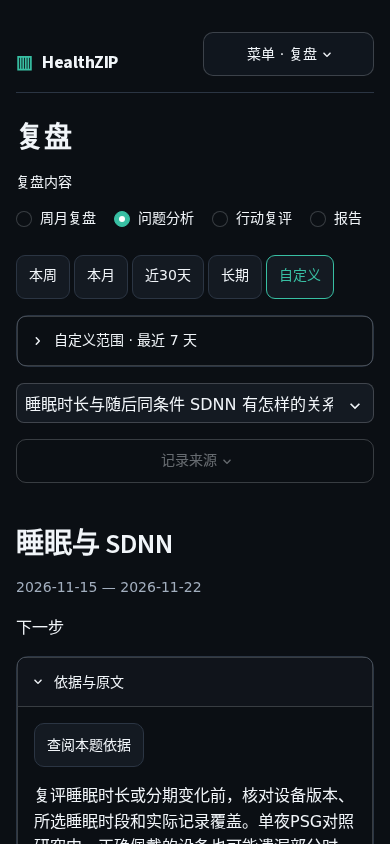 HealthZIP
菜单 · 复盘
复盘
复盘内容
周月复盘
问题分析
行动复评
报告
本周
本月
近30天
长期
自定义
自定义范围 · 最近 7 天
睡眠时长与随后同条件 SDNN 有怎样的关系
记录来源
睡眠与 SDNN
2026-11-15 — 2026-11-22
下一步
依据与原文
查阅本题依据
复评睡眠时长或分期变化前，核对设备版本、
所选睡眠时段和实际记录覆盖。单夜PSG对照